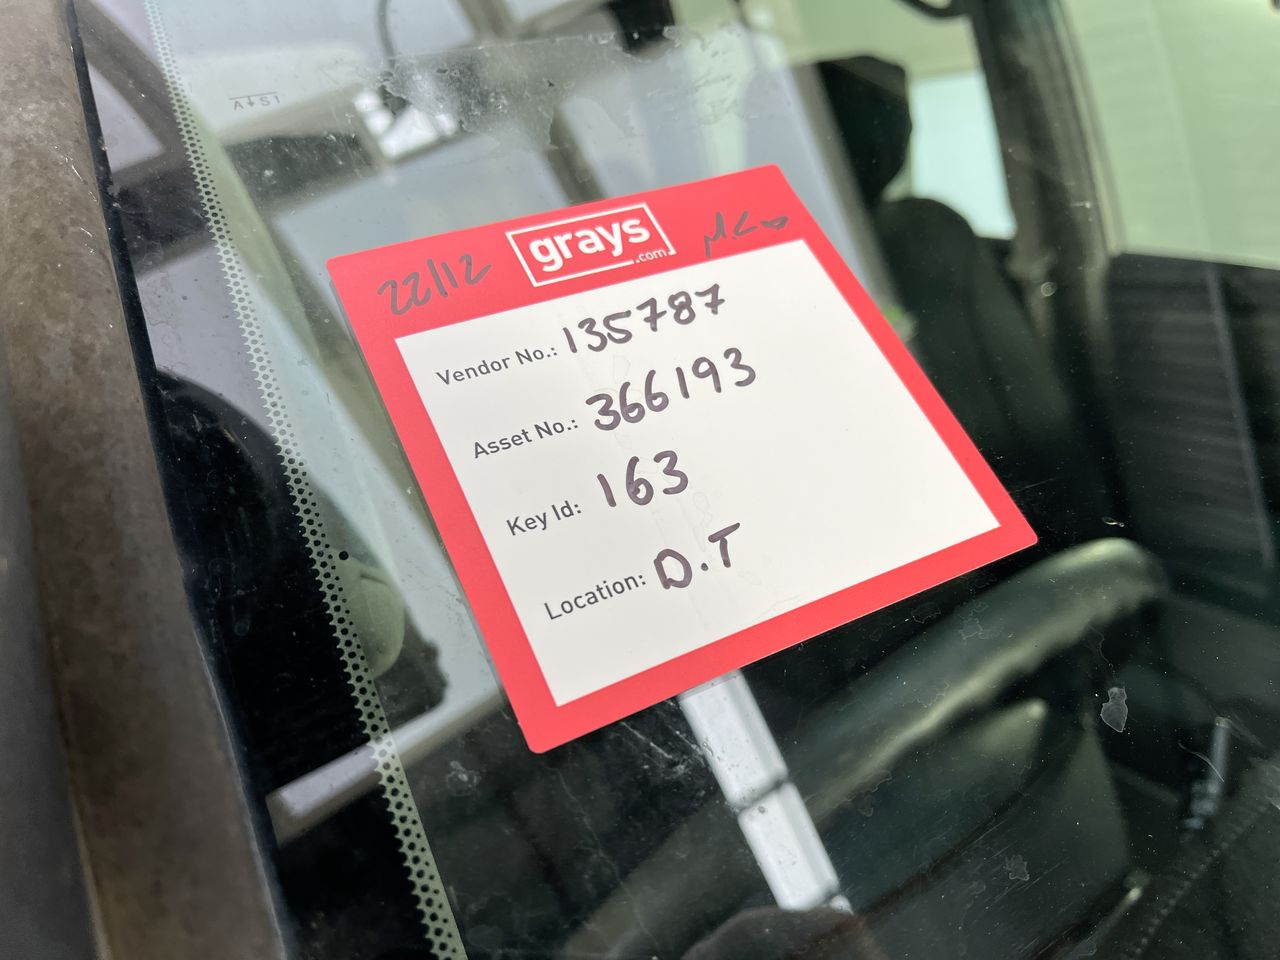 22/12
grays
.com
Vendor No.: 135787
Asset No.: 366193
Key Id: 163
Location: D.T